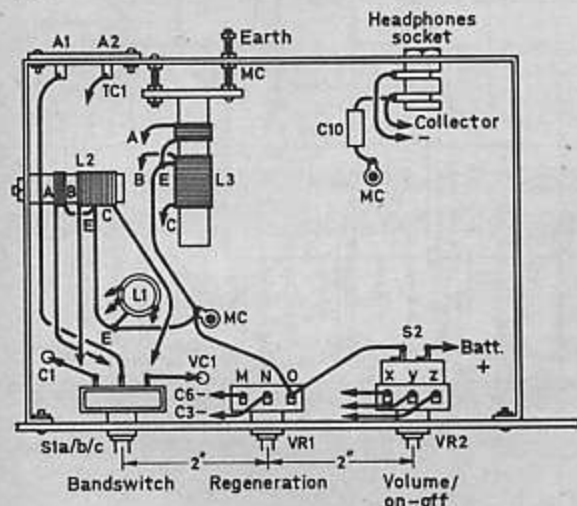 A1 A2
Earth
MC
TC1
Headphones
socket
Collector
-
C10
MC
A
B E
L3
C
L2
A B
C
E
L1
E
MC
C1
VC1
S2
Batt.
+
M N O
X Y Z
C6-
C3-
S1a/b/c
VR1
VR2
2"
2"
Bandswitch
Regeneration
Volume/
on-off